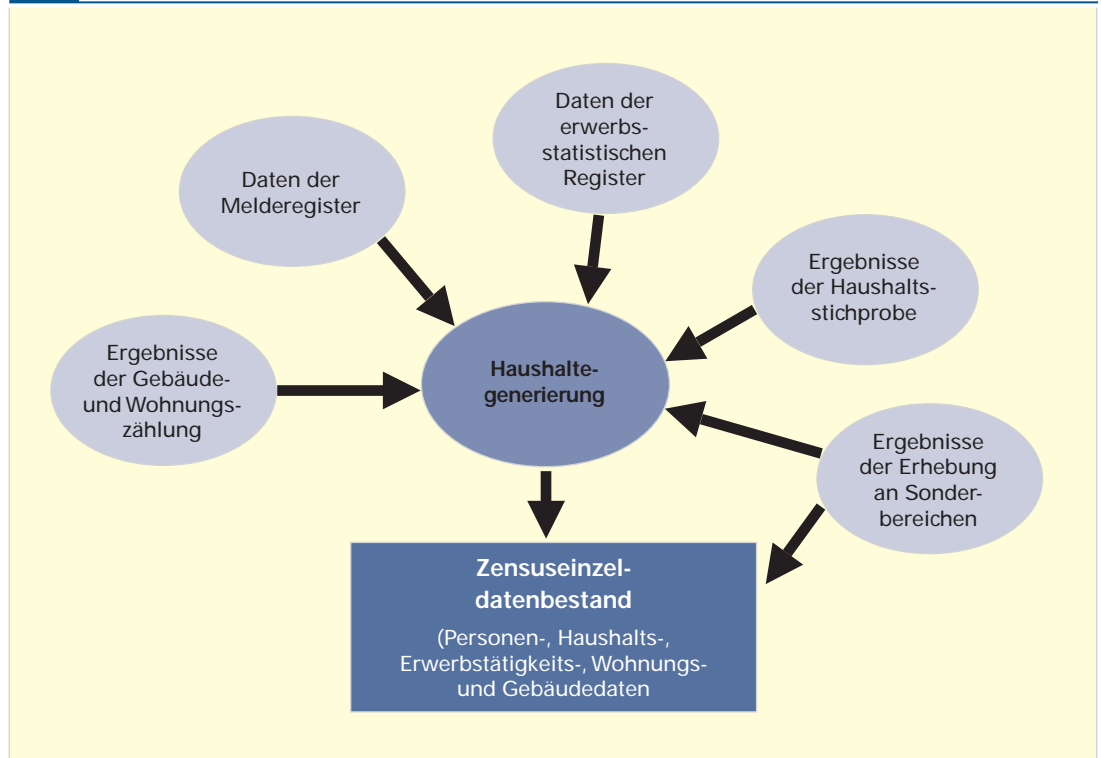 Daten der
erwerbs-
statistischen
Register
Daten der
Melderegister
Ergebnisse
der Haushalts-
stichprobe
Ergebnisse
der Gebäude-
und Wohnungs-
zählung
Haushalte-
generierung
Ergebnisse
der Erhebung
an Sonder-
bereichen
Zensuseinzel-
datenbestand
(Personen-, Haushalts-,
Erwerbstätigkeits-, Wohnungs-
und Gebäudedaten